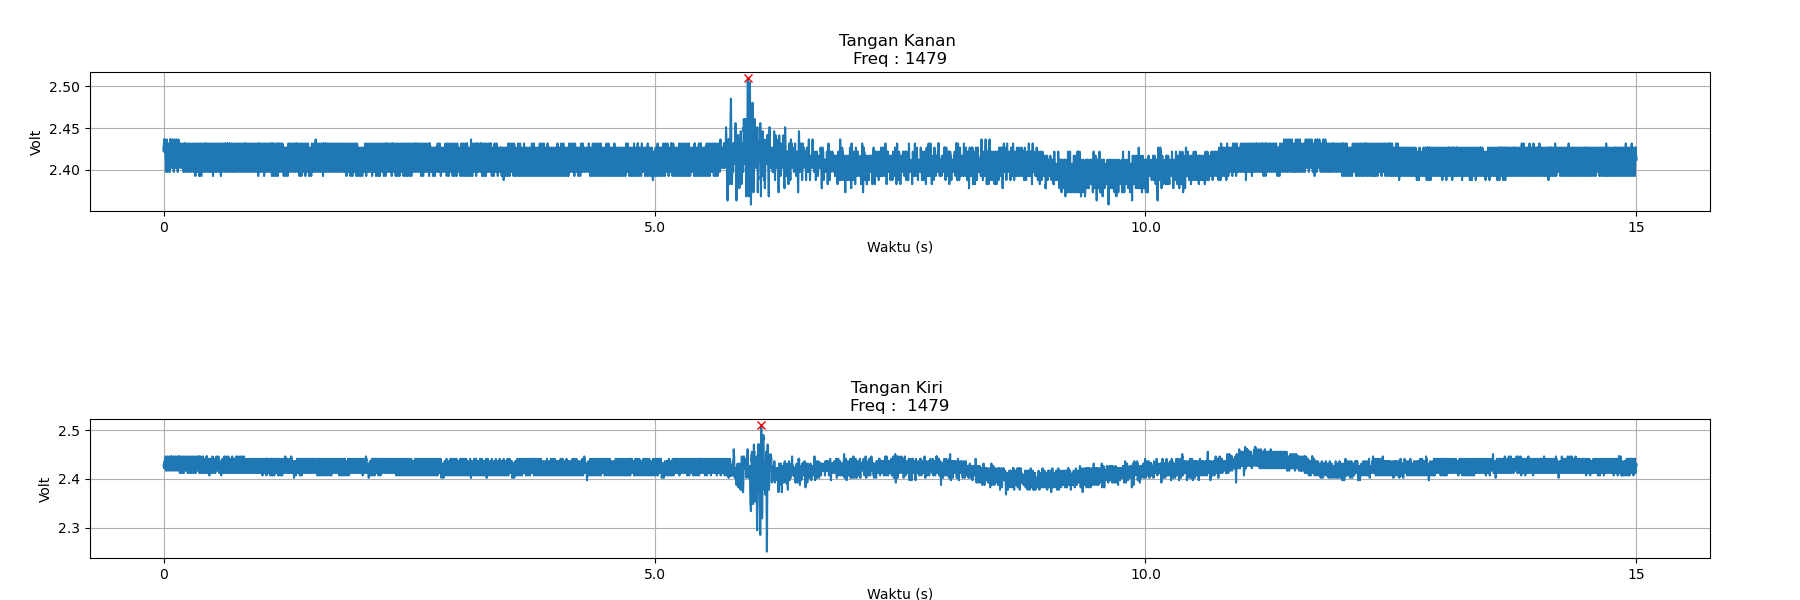 Tangan Kanan
Freq : 1479
2.50
2.45
2.40
Volt
0 5.0 10.0 15
Waktu (s)
Tangan Kiri
Freq :  1479
2.5
2.4
2.3
Volt
0 5.0 10.0 15
Waktu (s)